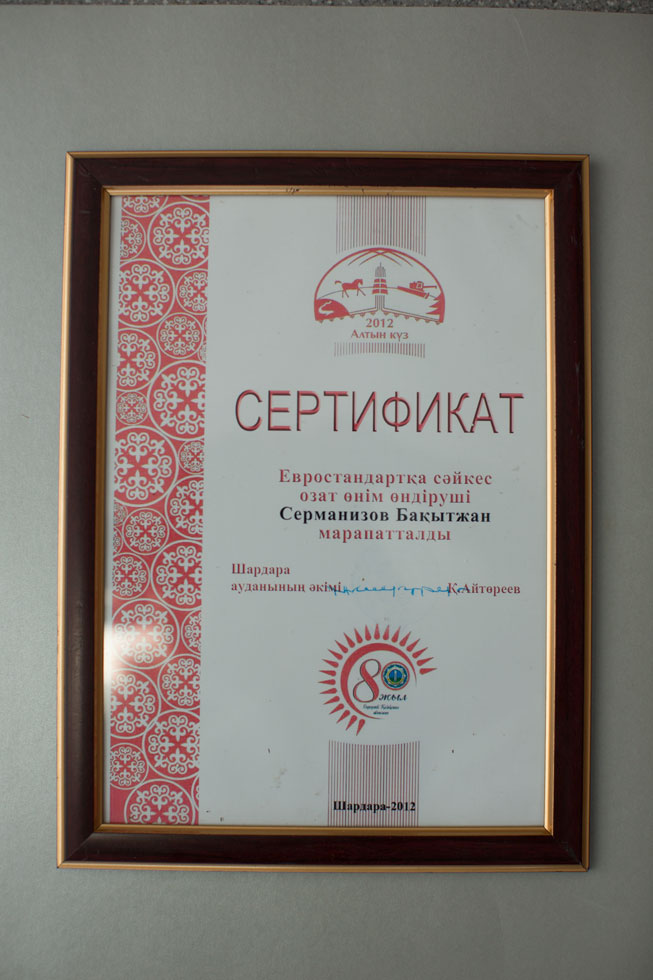 2012
Алтын күз
СЕРТИФИКАТ
Евростандартқа сәйкес
озат өнім өндіруші
Серманизов Бақытжан
марапатталды
Шардара
ауданының әкімі Қ.Айтөреев
80
жыл
Шардара-2012